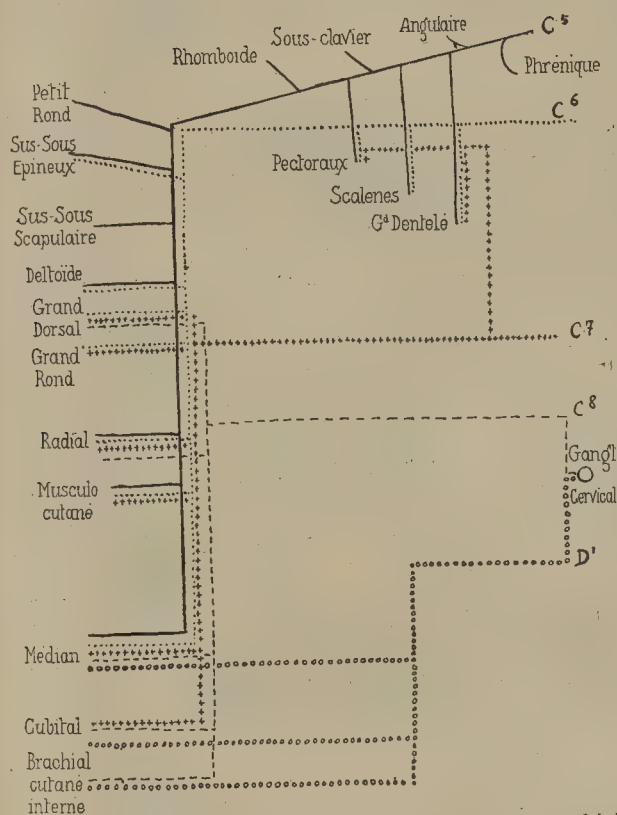 Angulaire
C5
Sous-clavier
Rhomboïde
Phrénique
Petit
Rond
C6
Sus-Sous
Epineux
Pectoraux
Scalenes
Gd Dentelé
Sus-Sous
Scapulaire
Deltoïde
Grand
Dorsal
C7
Grand
Rond
C8
Radial
Gangl
Cervical
Musculo
cutané
D'
Médian
Cubital
Brachial
cutané
interne